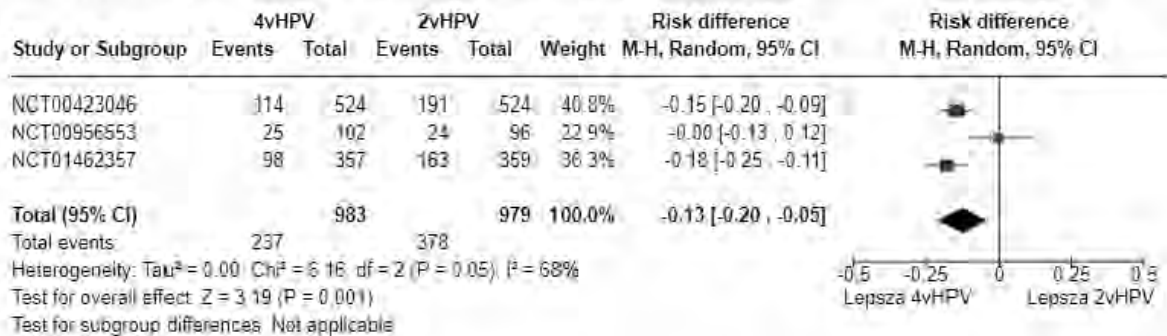 4vHPV 2vHPV Risk difference Risk difference
Study or Subgroup Events Total Events Total Weight M-H, Random, 95% CI M-H, Random, 95% CI
NCT00423046 114 524 191 524 40.8% -0.15 [-0.20 , -0.09]
NCT00956553 25 102 24 96 22.9% -0.00 [-0.13 , 0.12]
NCT01462357 98 357 163 359 36.3% -0.18 [-0.25 , -0.11]
Total (95% CI) 983 979 100.0% -0.13 [-0.20 , -0.05]
Total events: 237 378
Heterogeneity: Tau² = 0.00; Chi² = 6.16, df = 2 (P = 0.05); I² = 68%
-0,5 -0,25 0 0,25 0,5
Test for overall effect: Z = 3.19 (P = 0.001)
Lepsza 4vHPV Lepsza 2vHPV
Test for subgroup differences: Not applicable